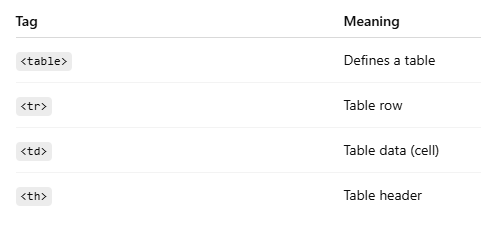 Tag Meaning
<table> Defines a table
<tr> Table row
<td> Table data (cell)
<th> Table header